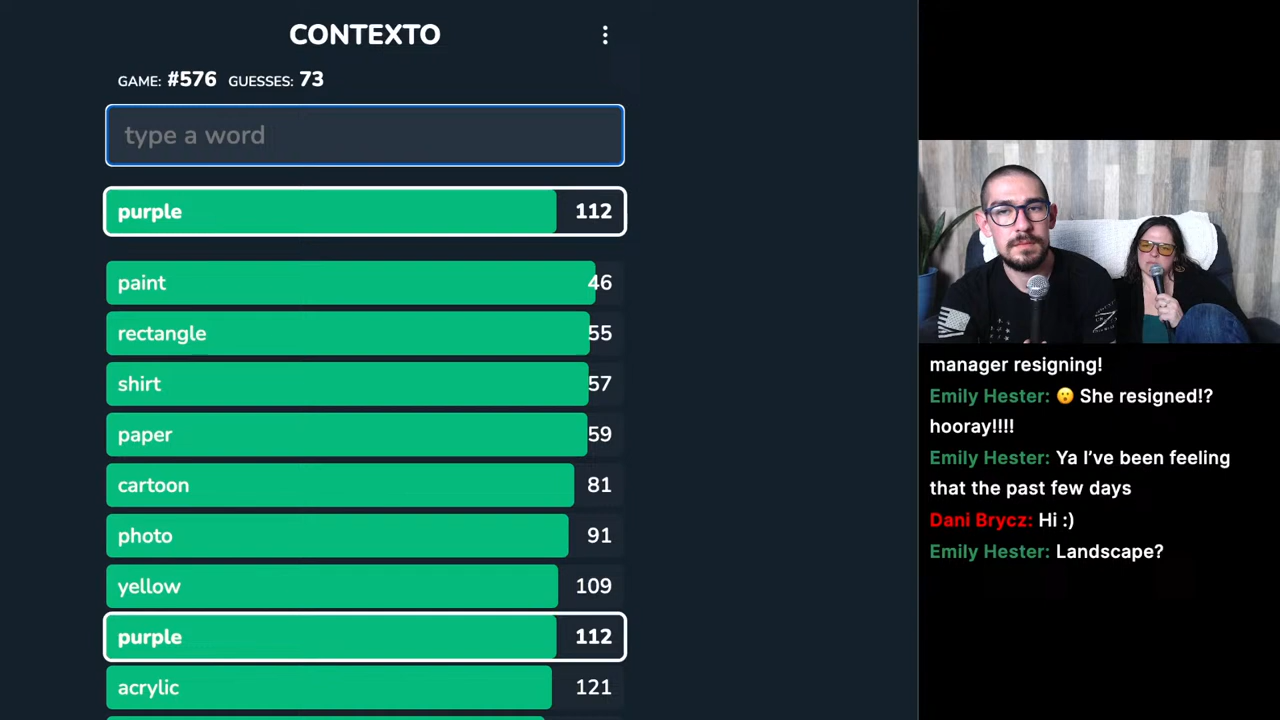 CONTEXTO
GAME: #576 GUESSES: 73
type a word
purple 112
paint 46
rectangle 55
shirt 57
paper 59
cartoon 81
photo 91
yellow 109
purple 112
acrylic 121
manager resigning!
Emily Hester: 😮 She resigned!?
hooray!!!!
Emily Hester: Ya I’ve been feeling
that the past few days
Dani Brycz: Hi :)
Emily Hester: Landscape?